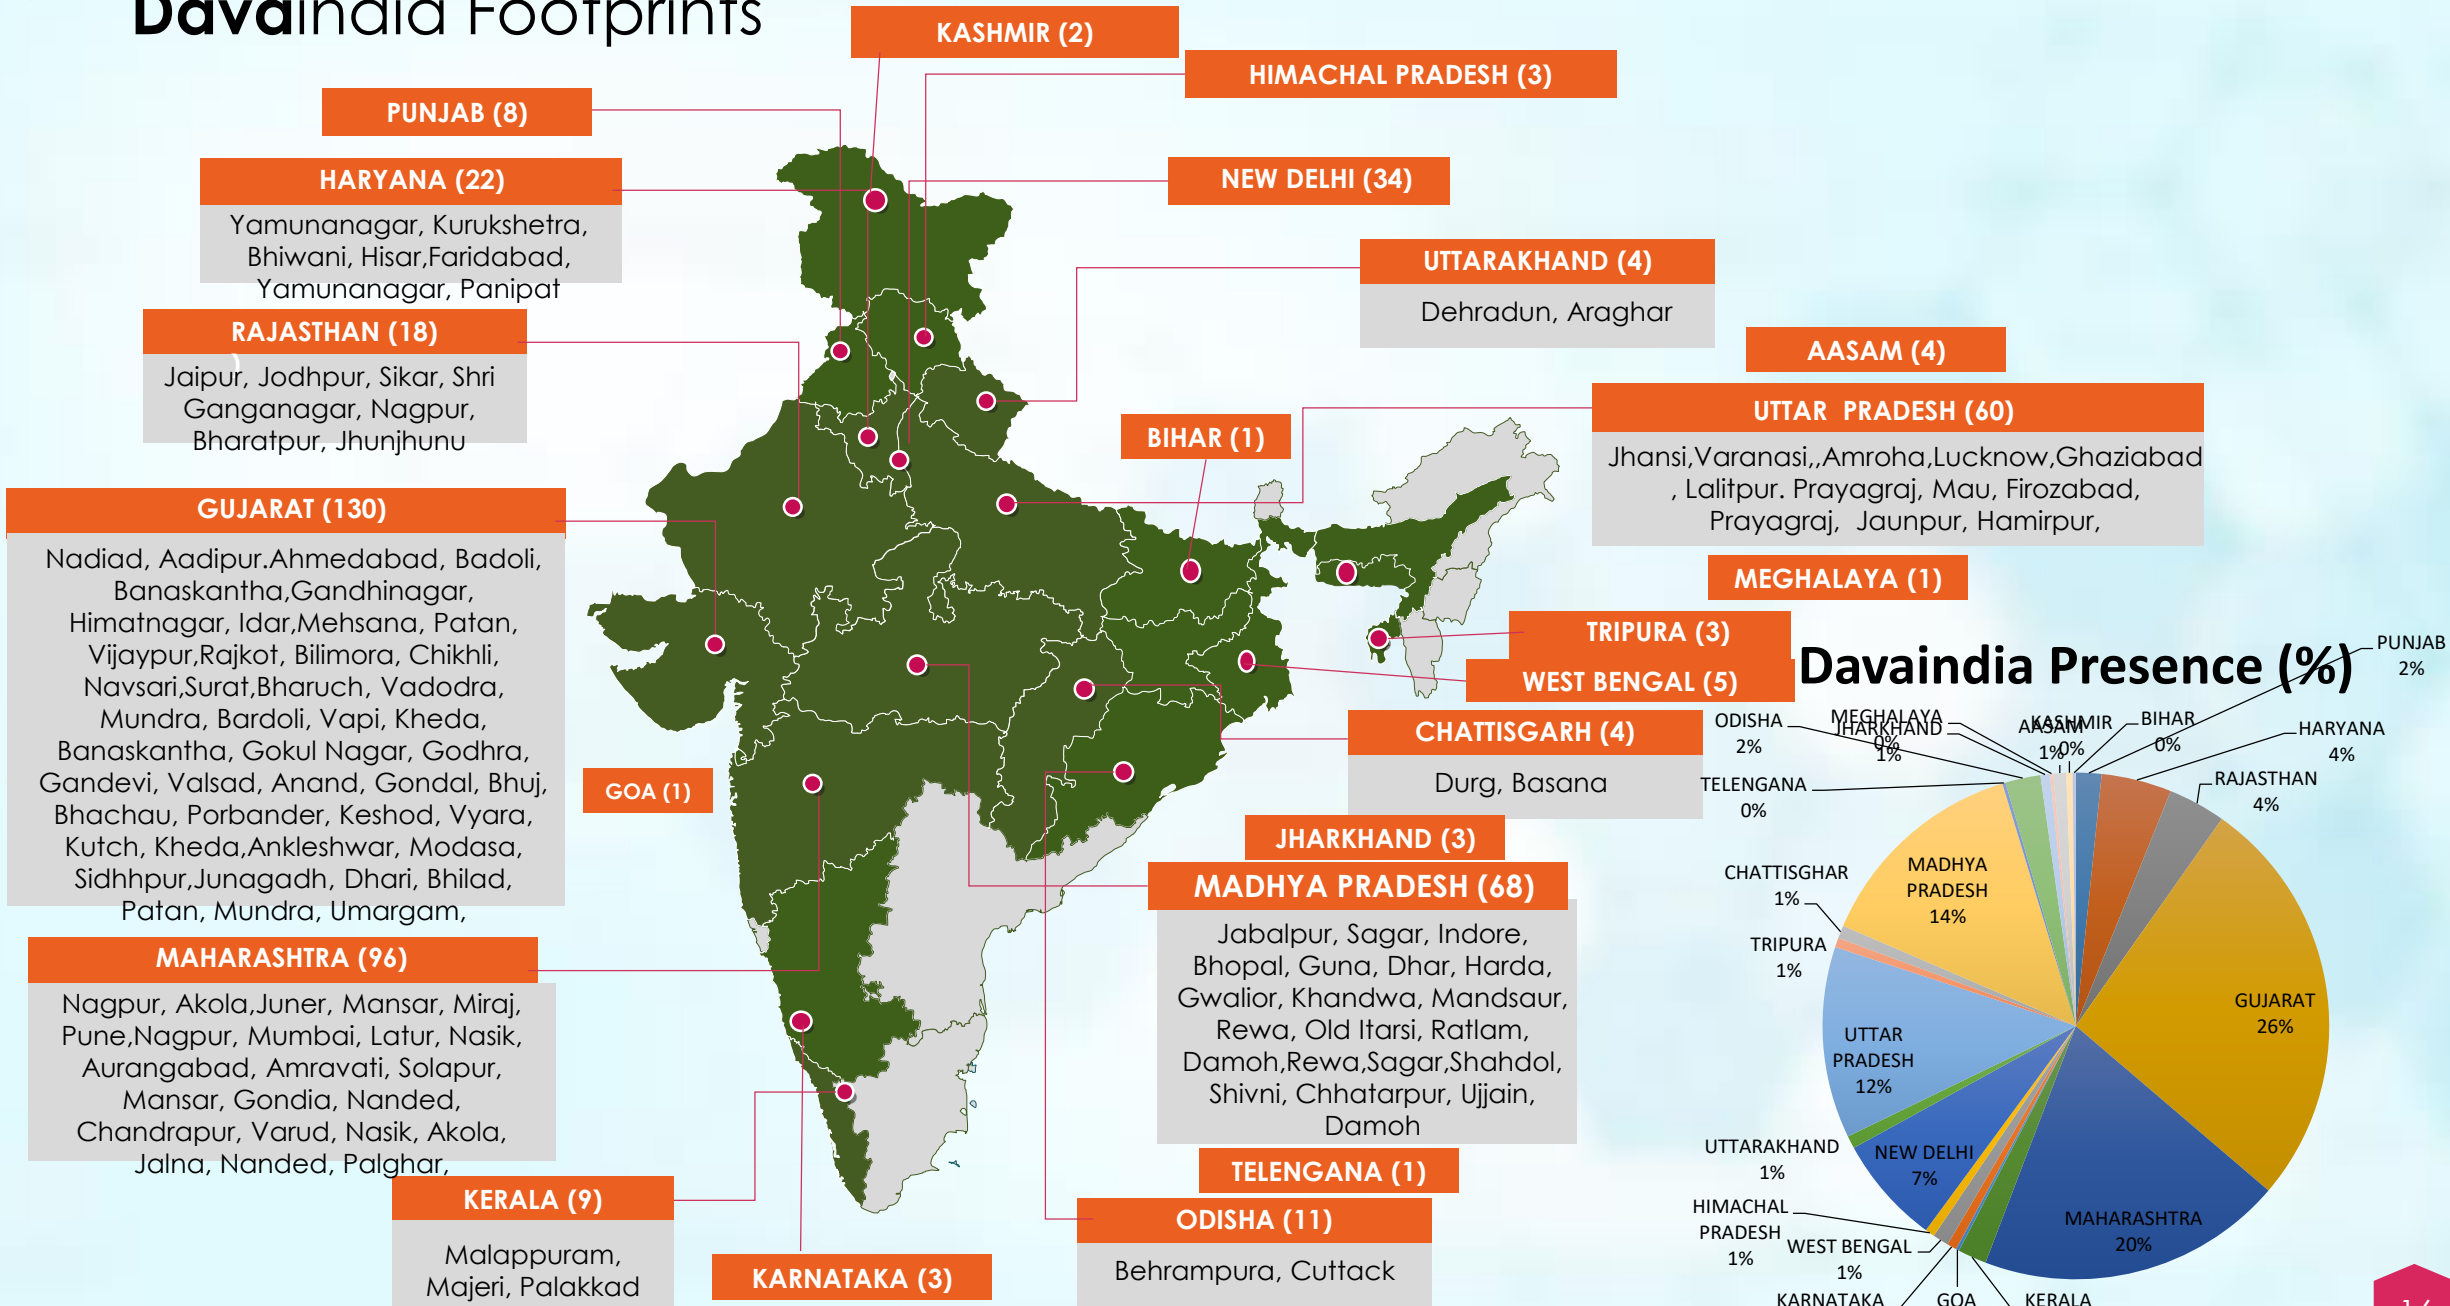 Davaindia Footprints
KASHMIR (2)
HIMACHAL PRADESH (3)
PUNJAB (8)
HARYANA (22)
Yamunanagar, Kurukshetra,
Bhiwani, Hisar,Faridabad,
Yamunanagar, Panipat
NEW DELHI (34)
UTTARAKHAND (4)
Dehradun, Araghar
RAJASTHAN (18)
)
Jaipur, Jodhpur, Sikar, Shri
Ganganagar, Nagpur,
Bharatpur, Jhunjhunu
AASAM (4)
UTTAR PRADESH (60)
Jhansi,Varanasi,,Amroha,Lucknow,Ghaziabad
, Lalitpur. Prayagraj, Mau, Firozabad,
Prayagraj, Jaunpur, Hamirpur,
BIHAR (1)
GUJARAT (130)
Nadiad, Aadipur.Ahmedabad, Badoli,
Banaskantha,Gandhinagar,
Himatnagar, Idar,Mehsana, Patan,
Vijaypur,Rajkot, Bilimora, Chikhli,
Navsari,Surat,Bharuch, Vadodra,
Mundra, Bardoli, Vapi, Kheda,
Banaskantha, Gokul Nagar, Godhra,
Gandevi, Valsad, Anand, Gondal, Bhuj,
Bhachau, Porbander, Keshod, Vyara,
Kutch, Kheda,Ankleshwar, Modasa,
Sidhhpur,Junagadh, Dhari, Bhilad,
Patan, Mundra, Umargam,
MEGHALAYA (1)
TRIPURA (3)
WEST BENGAL (5)
CHATTISGARH (4)
Durg, Basana
GOA (1)
JHARKHAND (3)
MADHYA PRADESH (68)
Jabalpur, Sagar, Indore,
Bhopal, Guna, Dhar, Harda,
Gwalior, Khandwa, Mandsaur,
Rewa, Old Itarsi, Ratlam,
Damoh,Rewa,Sagar,Shahdol,
Shivni, Chhatarpur, Ujjain,
Damoh
MAHARASHTRA (96)
Nagpur, Akola,Juner, Mansar, Miraj,
Pune,Nagpur, Mumbai, Latur, Nasik,
Aurangabad, Amravati, Solapur,
Mansar, Gondia, Nanded,
Chandrapur, Varud, Nasik, Akola,
Jalna, Nanded, Palghar,
KERALA (9)
Malappuram,
Majeri, Palakkad
KARNATAKA (3)
TELENGANA (1)
ODISHA (11)
Behrampura, Cuttack
Davaindia Presence (%)
PUNJAB
2%
HARYANA
4%
RAJASTHAN
4%
GUJARAT
26%
MAHARASHTRA
20%
KERALA
GOA
KARNATAKA
WEST BENGAL
1%
HIMACHAL
PRADESH
1%
NEW DELHI
7%
UTTARAKHAND
1%
UTTAR
PRADESH
12%
TRIPURA
1%
CHATTISGHAR
1%
MADHYA
PRADESH
14%
TELENGANA
0%
ODISHA
2%
MEGHALAYA
0%
JHARKHAND
1%
AASAM
1%
KASHMIR
0%
BIHAR
0%